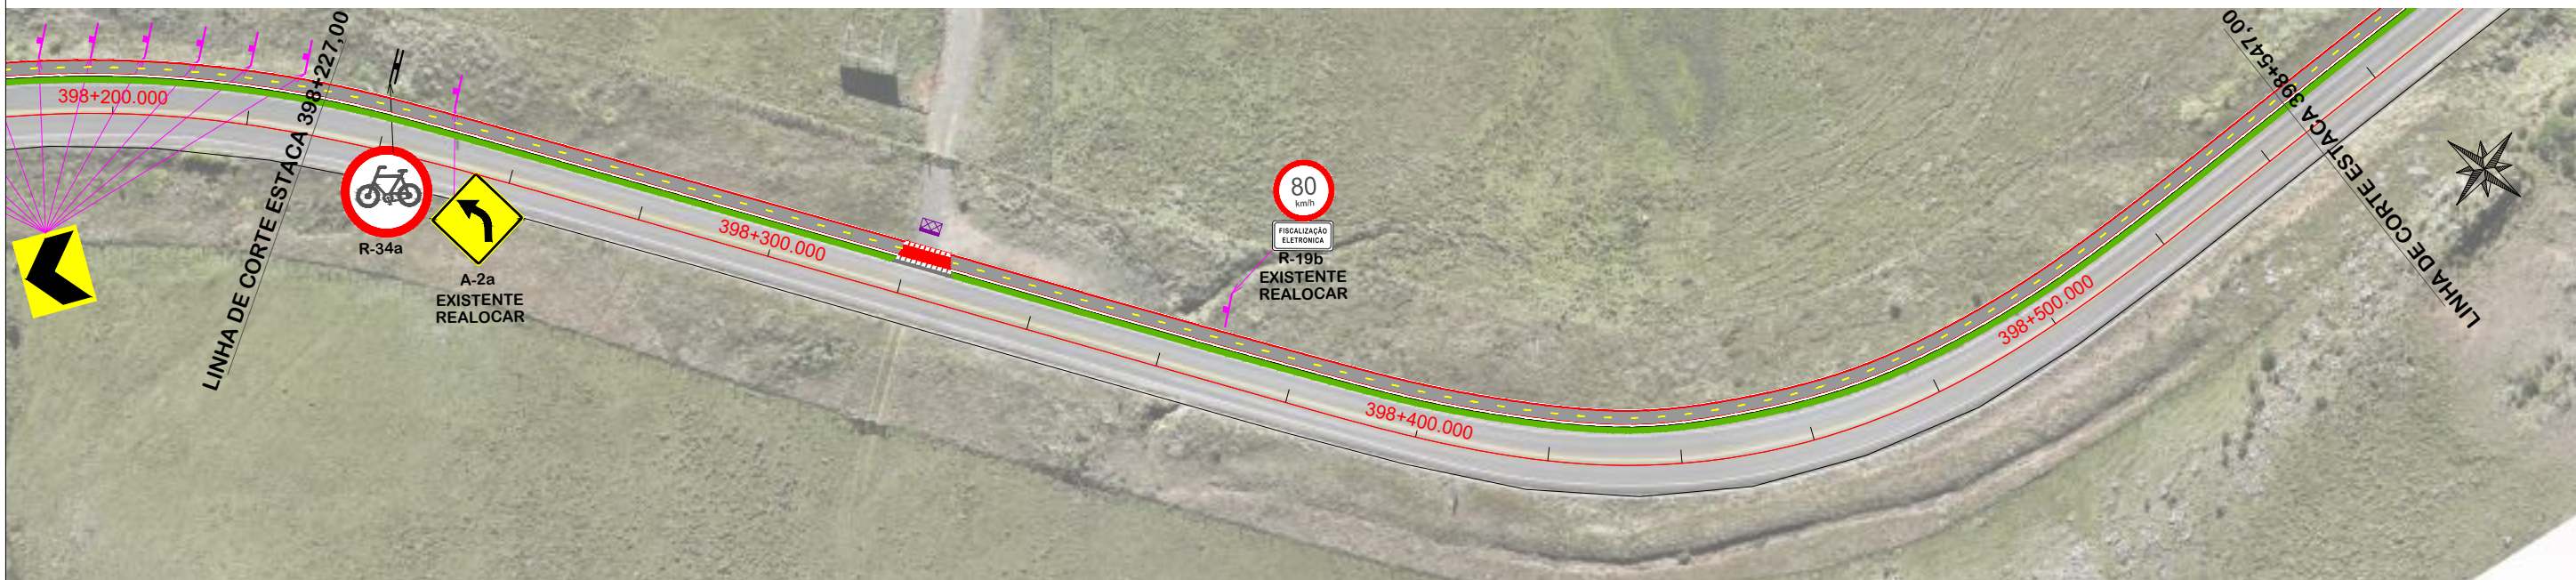 398+200.000
LINHA DE CORTE ESTACA 398+227,00
R-34a
A-2a
EXISTENTE
REALOCAR
398+300.000
80
km/h
FISCALIZAÇÃO
ELETRONICA
R-19b
EXISTENTE
REALOCAR
398+400.000
398+500.000
LINHA DE CORTE ESTACA 398+547,00